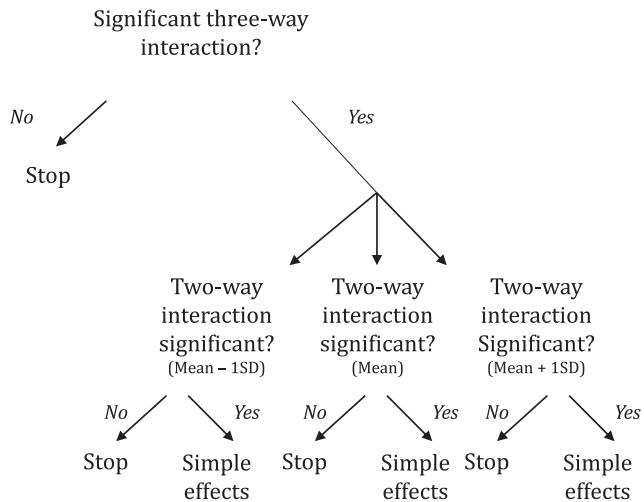 Significant three-way
interaction?
No
Yes
Stop
Two-way
interaction
significant?
(Mean – 1SD)
Two-way
interaction
significant?
(Mean)
Two-way
interaction
Significant?
(Mean + 1SD)
No
Yes
No
Yes
No
Yes
Stop
Simple
effects
Stop
Simple
effects
Stop
Simple
effects